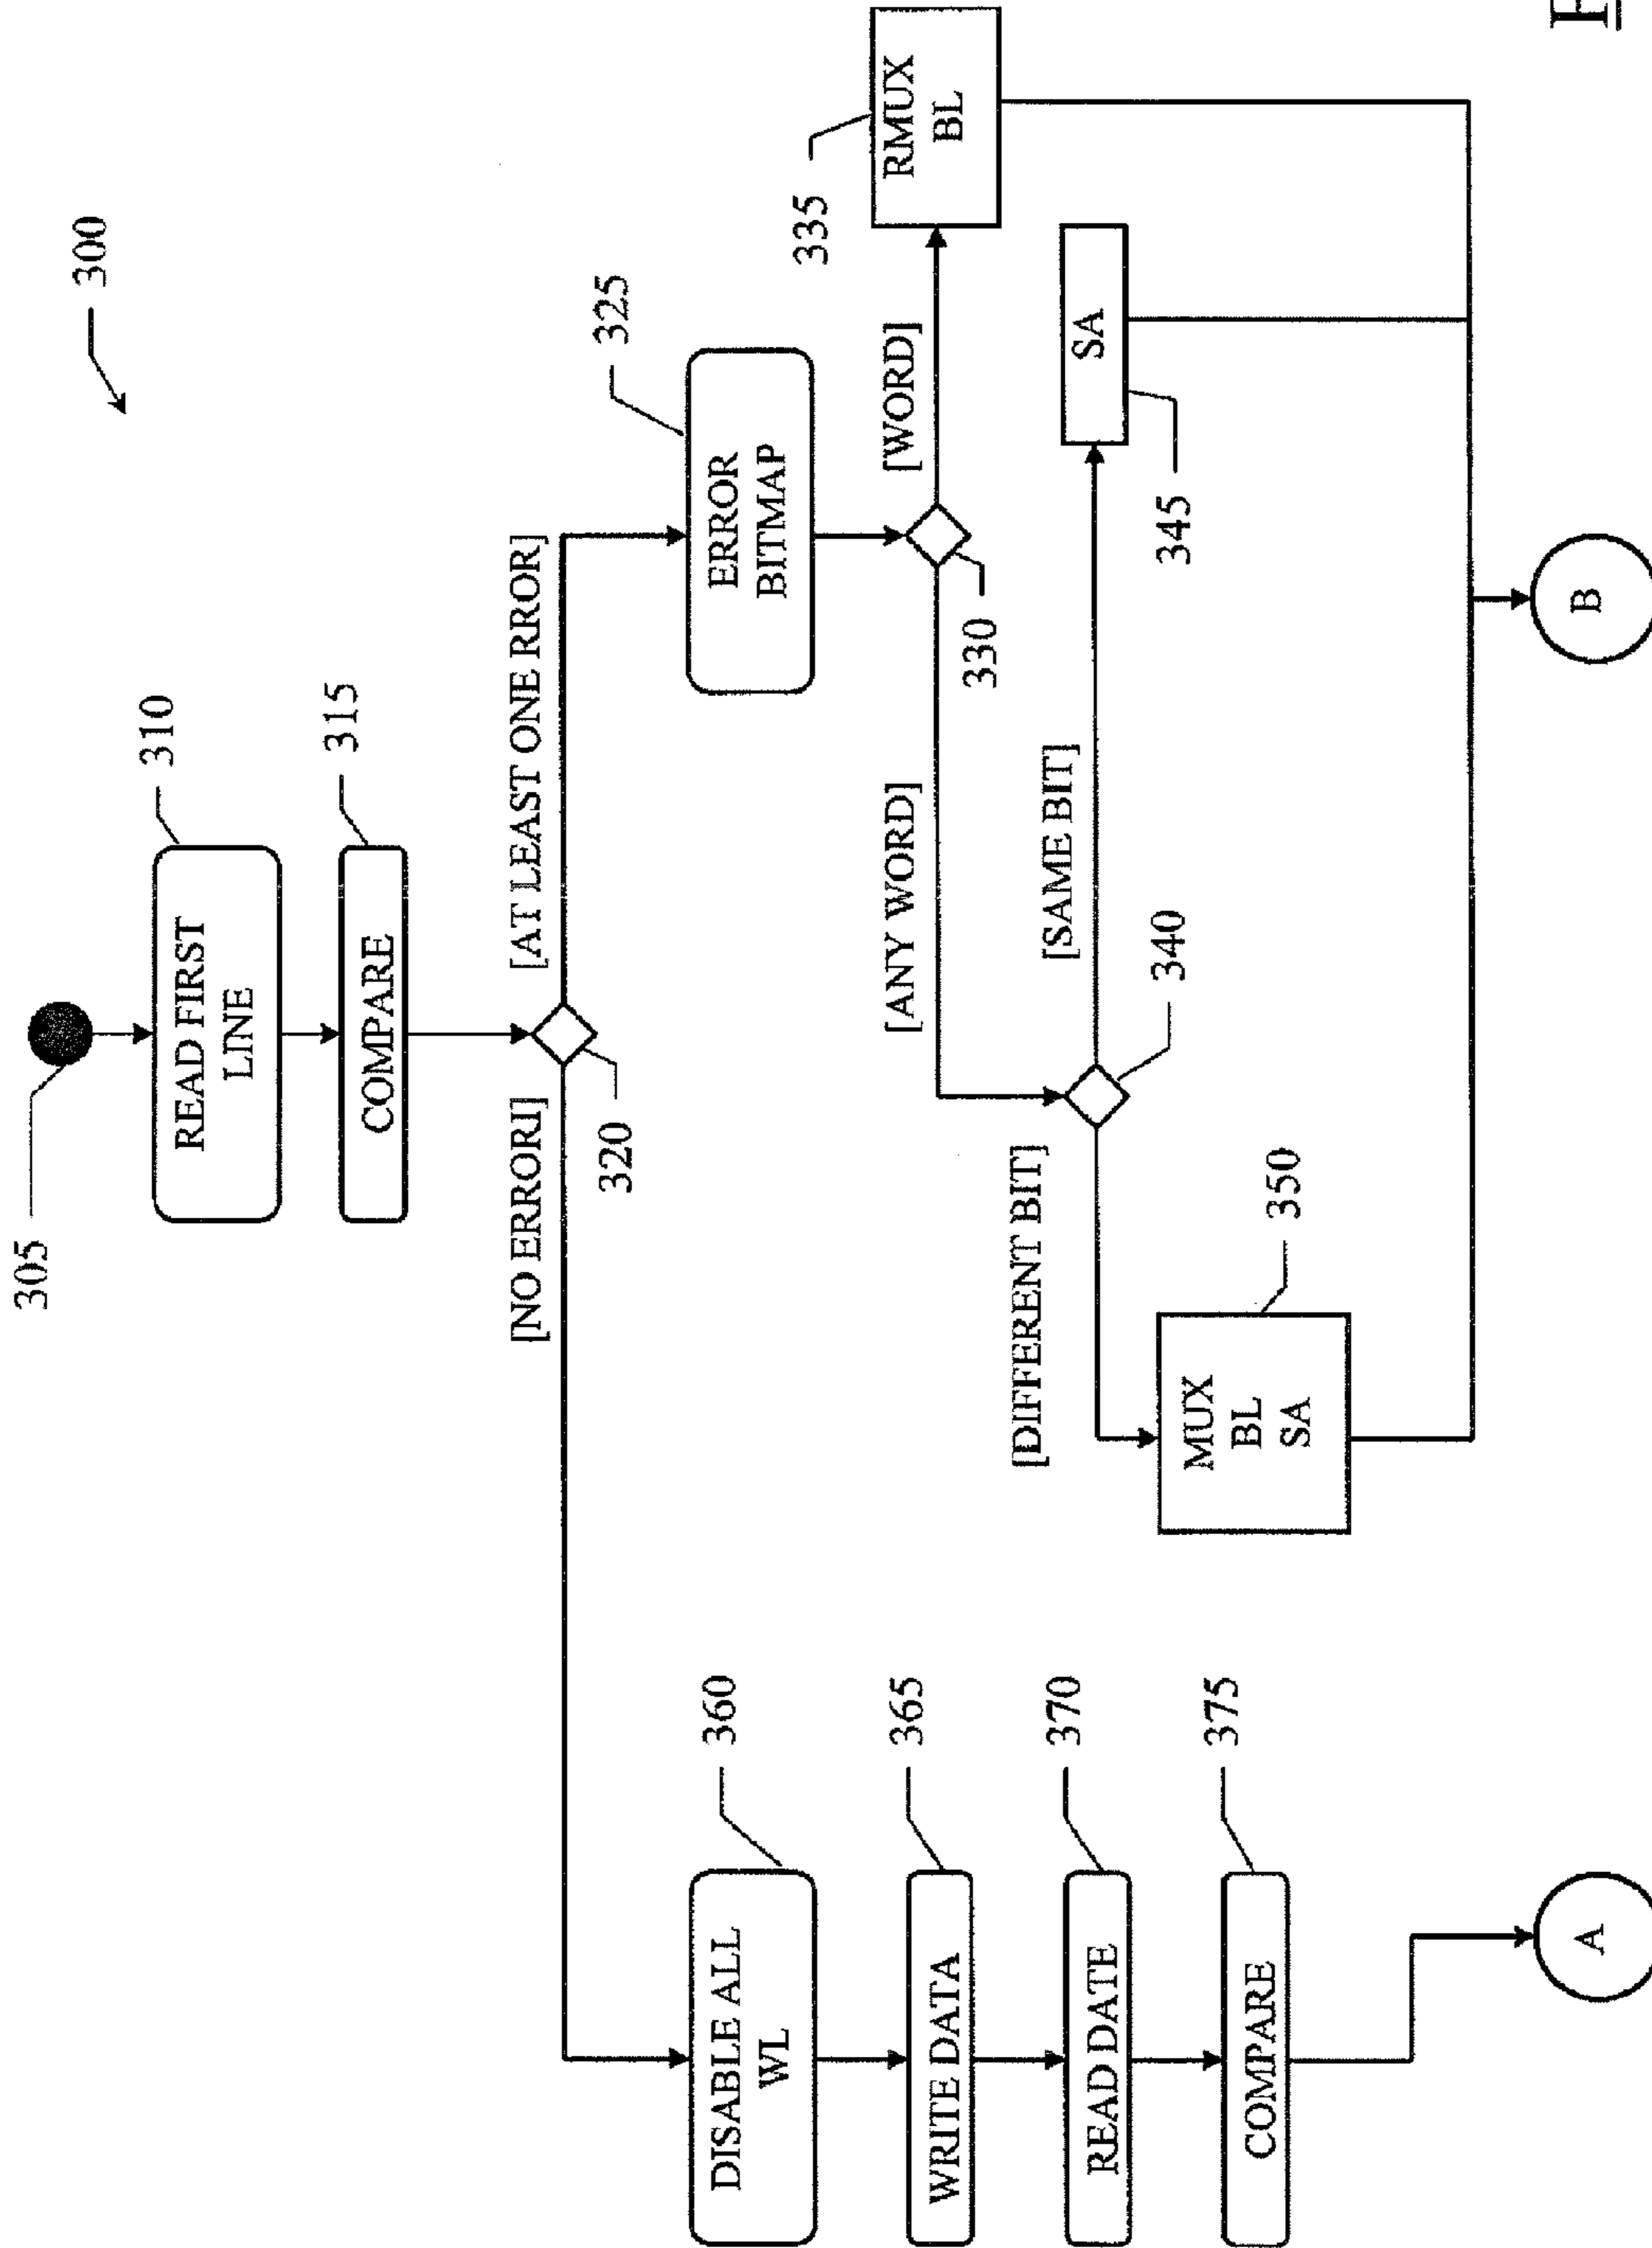 300
305
READ FIRST
LINE
310
COMPARE
315
[NO ERRORI]
[AT LEAST ONE RROR]
320
ERROR
BITMAP
325
330
[ANY WORD]
[WORD]
RMUX
BL
335
[DIFFERENT BIT]
[SAME BIT]
340
SA
345
MUX
BL
SA
350
DISABLE ALL
WL
360
WRITE DATA
365
READ DATE
370
COMPARE
375
A
B